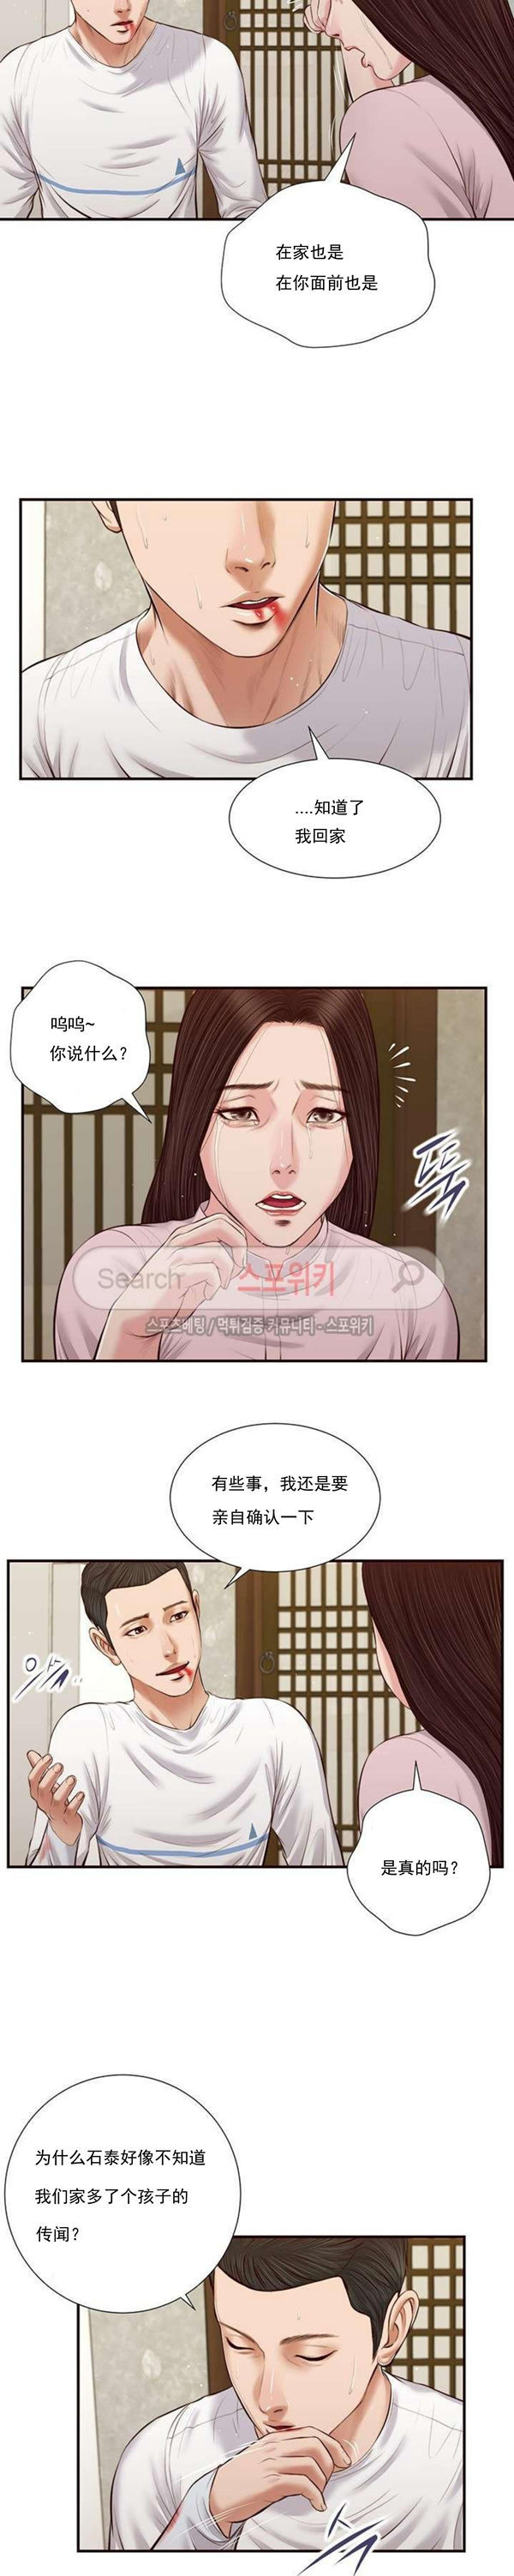 在家也是
在你面前也是
....知道了
我回家
呜呜~
你说什么？
뚝
Search
스포위키
스포츠베팅 / 먹튀검증 커뮤니티 - 스포위키
有些事，我还是要
亲自确认一下
是真的吗？
为什么石泰好像不知道
我们家多了个孩子的
传闻？
스윽